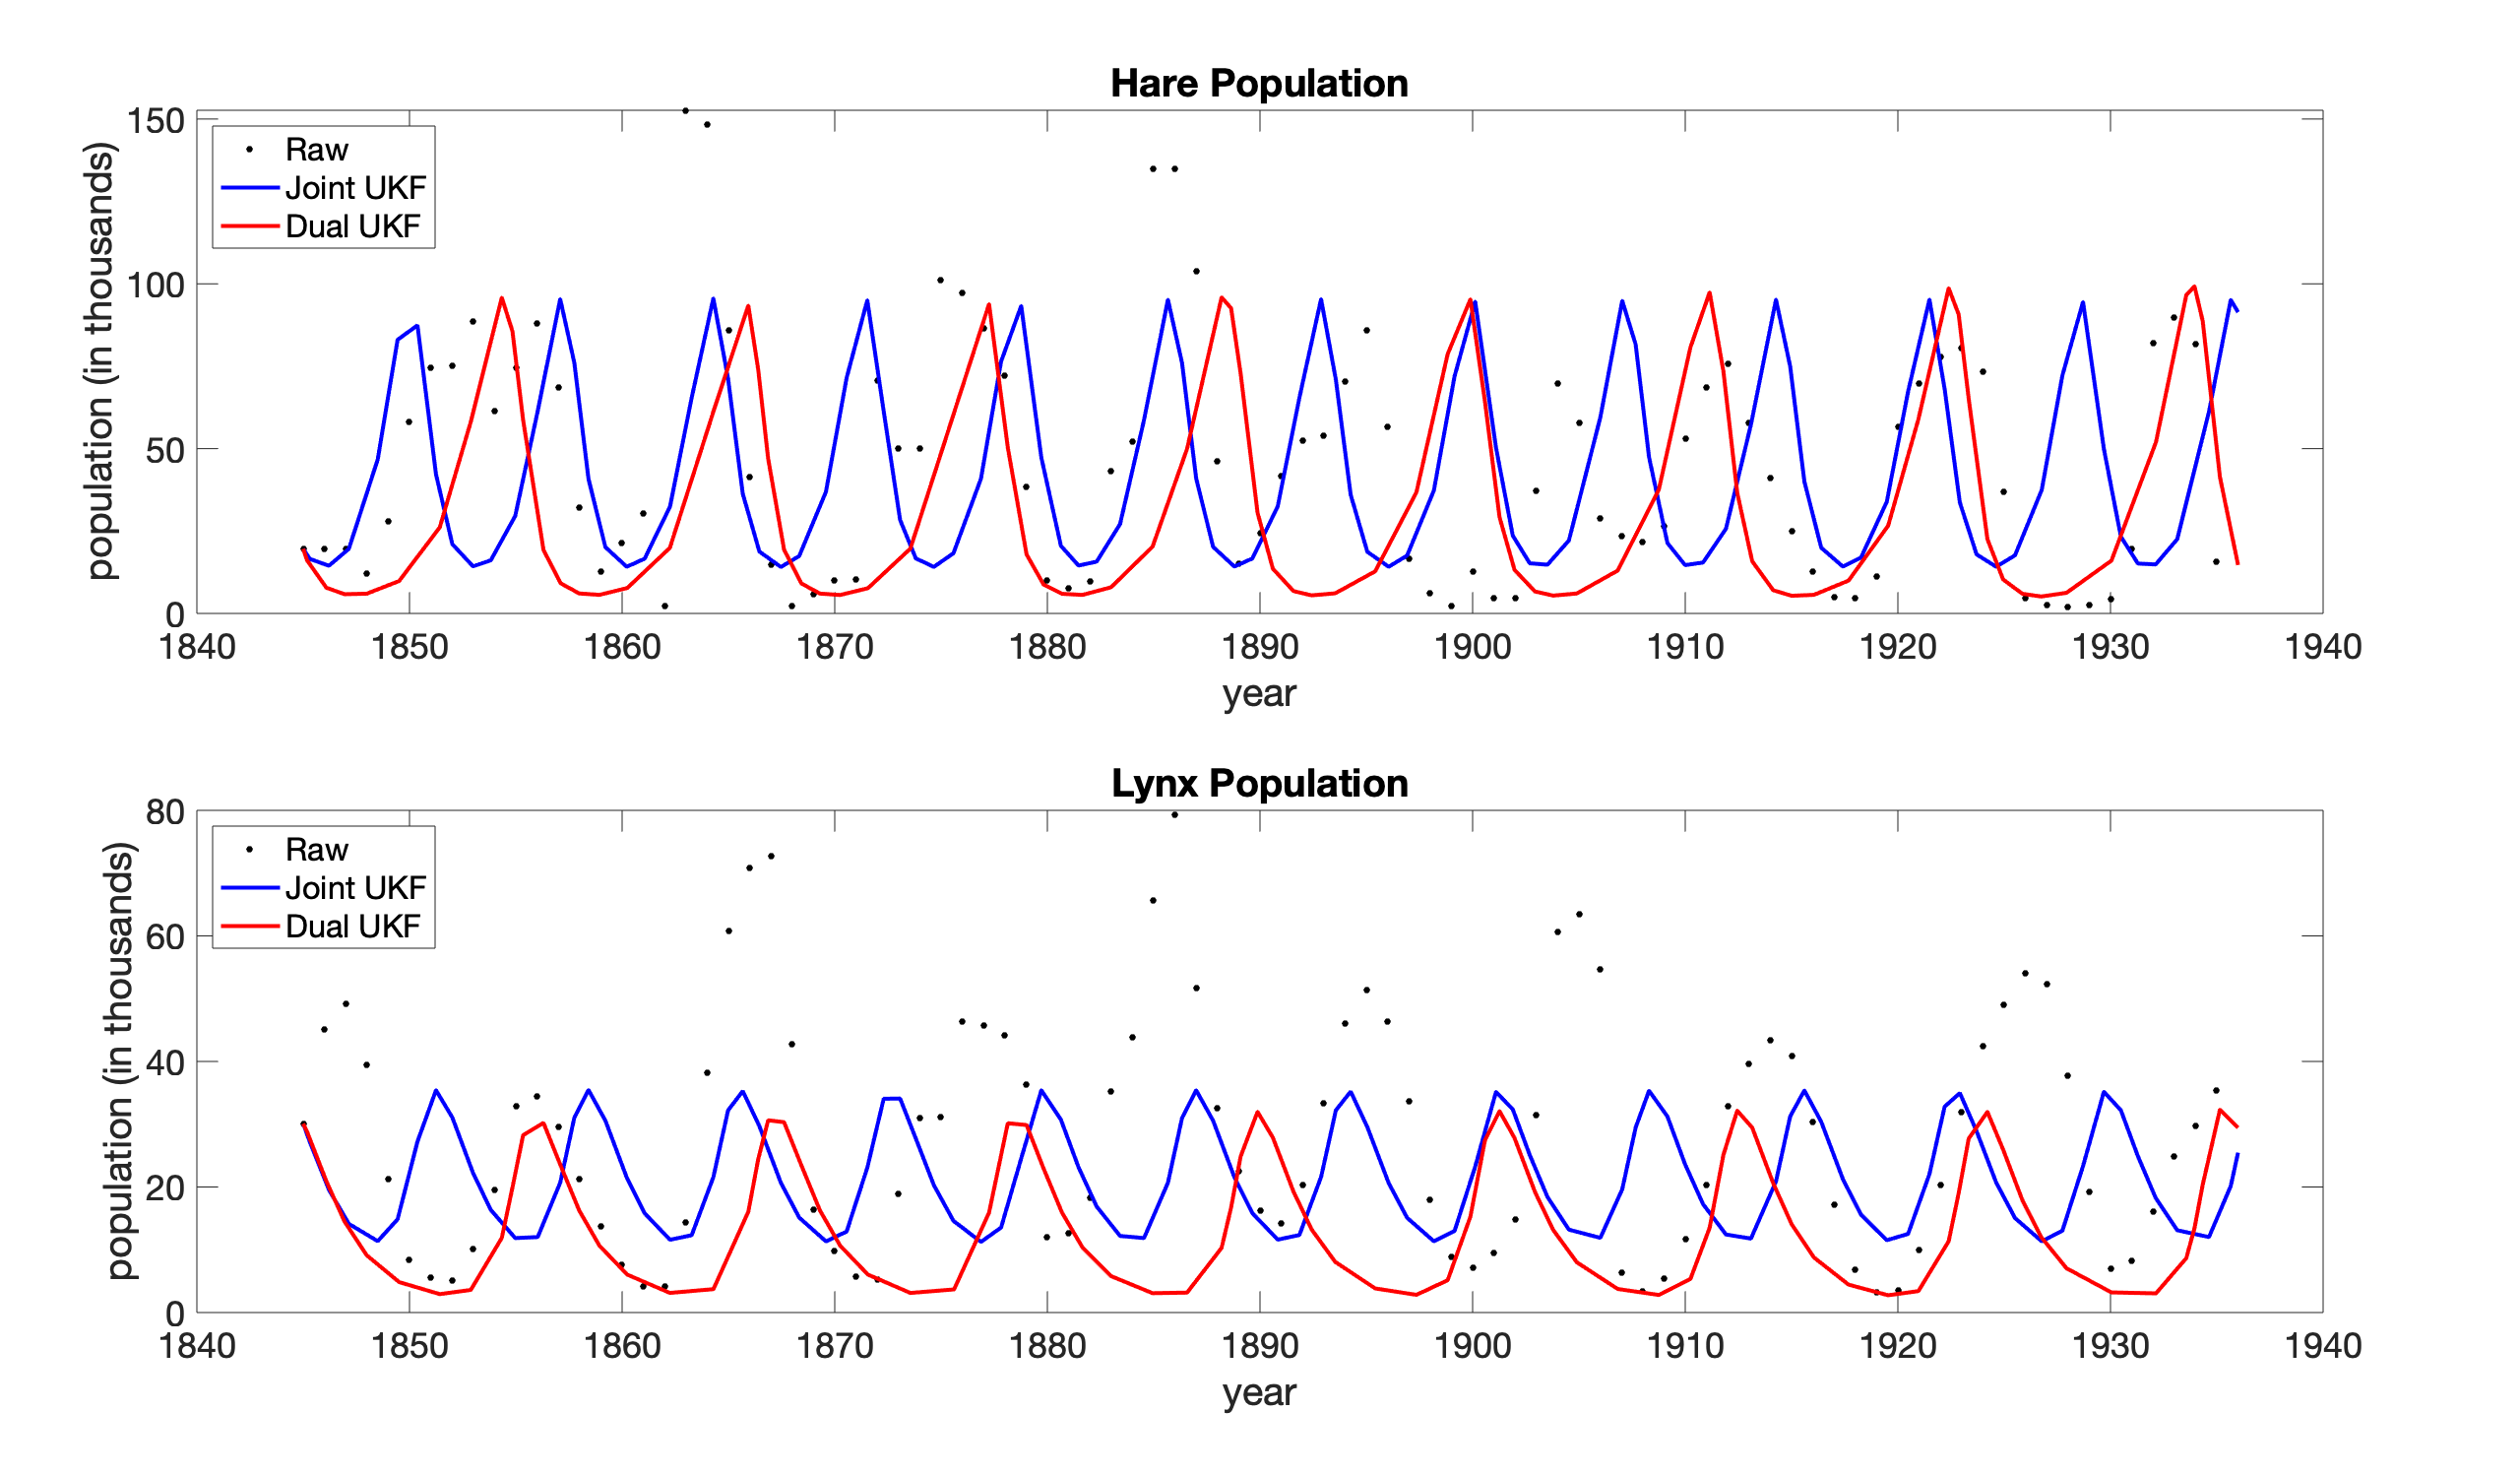 Hare Population
150
100
50
0
population (in thousands)
Raw
Joint UKF
Dual UKF
1840 1850 1860 1870 1880 1890 1900 1910 1920 1930 1940
year
Lynx Population
80
60
40
20
0
population (in thousands)
Raw
Joint UKF
Dual UKF
1840 1850 1860 1870 1880 1890 1900 1910 1920 1930 1940
year